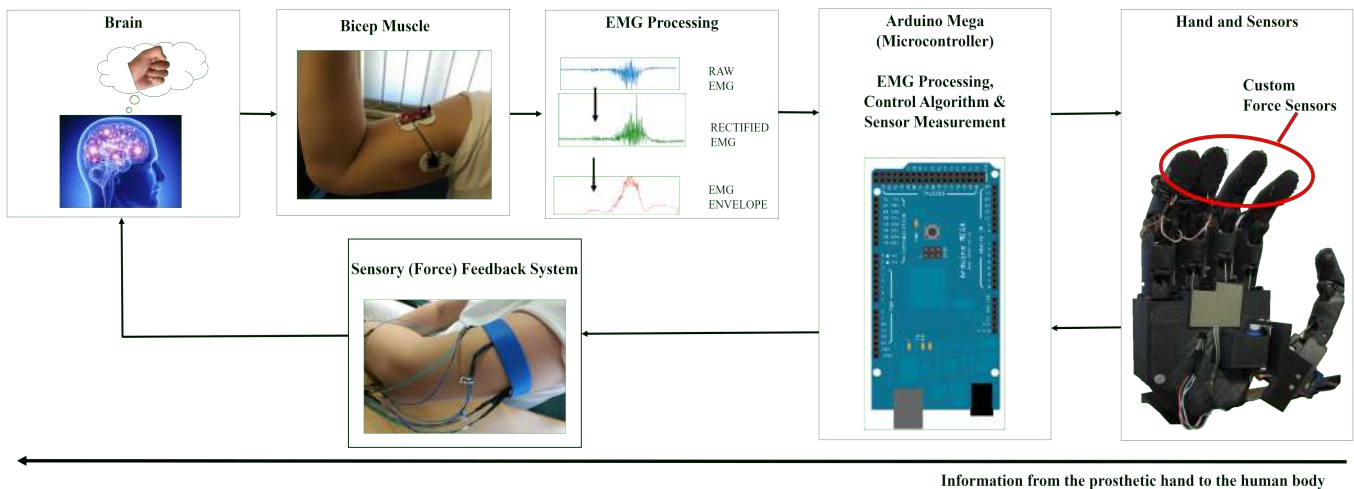 Brain
Bicep Muscle
EMG Processing
RAW
EMG
RECTIFIED
EMG
EMG
ENVELOPE
Arduino Mega
(Microcontroller)
EMG Processing,
Control Algorithm &
Sensor Measurement
Arduino MEGA
Hand and Sensors
Custom
Force Sensors
Sensory (Force) Feedback System
Information from the prosthetic hand to the human body